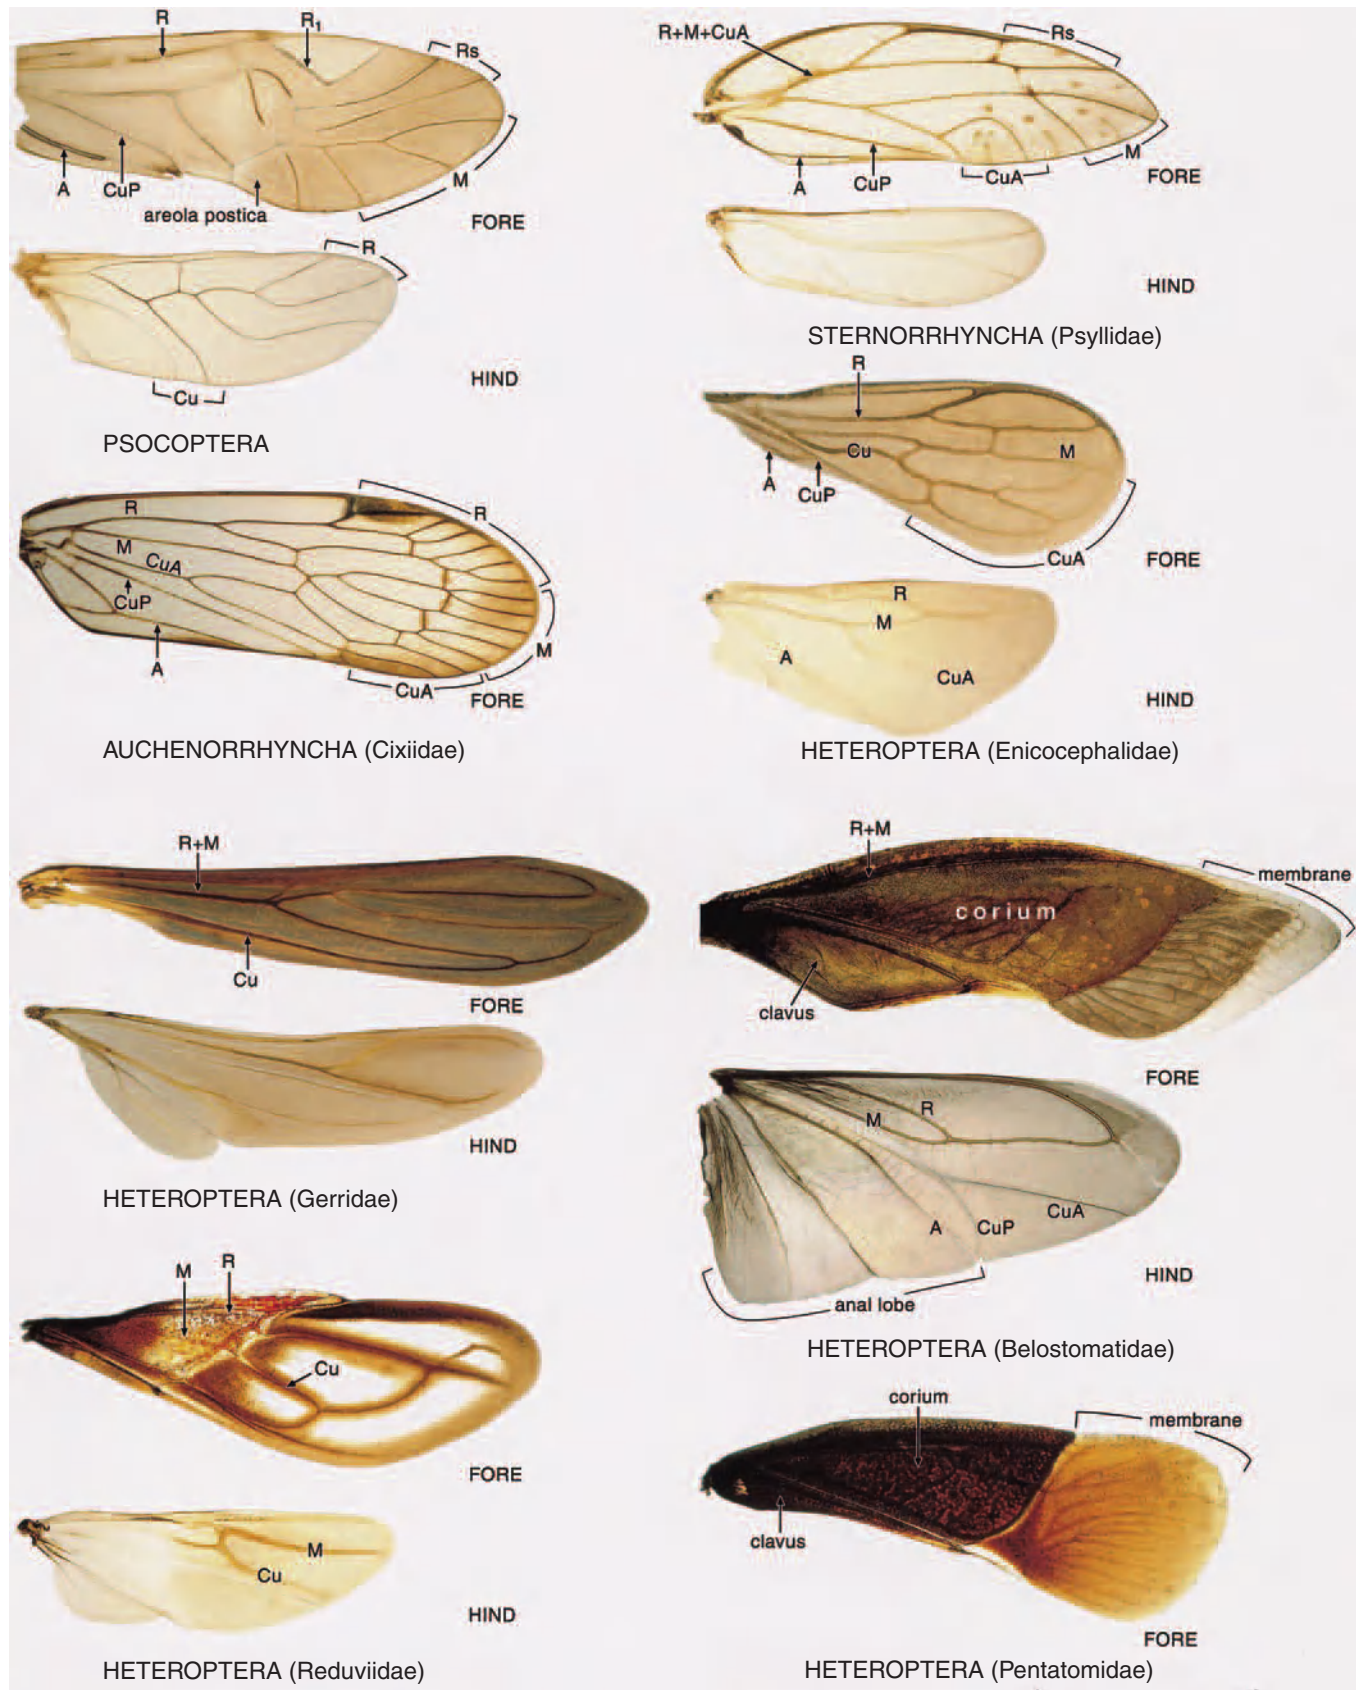 R
R1
Rs
A
CuP
areola postica
M
FORE
R
HIND
Cu
PSOCOPTERA
R+M+CuA
Rs
A
CuP
CuA
M
FORE
HIND
STERNORRHYNCHA (Psyllidae)
R
M
CuA
CuP
A
R
M
CuA
FORE
AUCHENORRHYNCHA (Cixiidae)
R
Cu
M
A
CuP
CuA
FORE
R
M
A
CuA
HIND
HETEROPTERA (Enicocephalidae)
R+M
Cu
FORE
HIND
HETEROPTERA (Gerridae)
R+M
membrane
corium
clavus
FORE
R
M
A
CuP
CuA
HIND
anal lobe
HETEROPTERA (Belostomatidae)
M
R
Cu
FORE
M
Cu
HIND
HETEROPTERA (Reduviidae)
corium
membrane
clavus
FORE
HETEROPTERA (Pentatomidae)